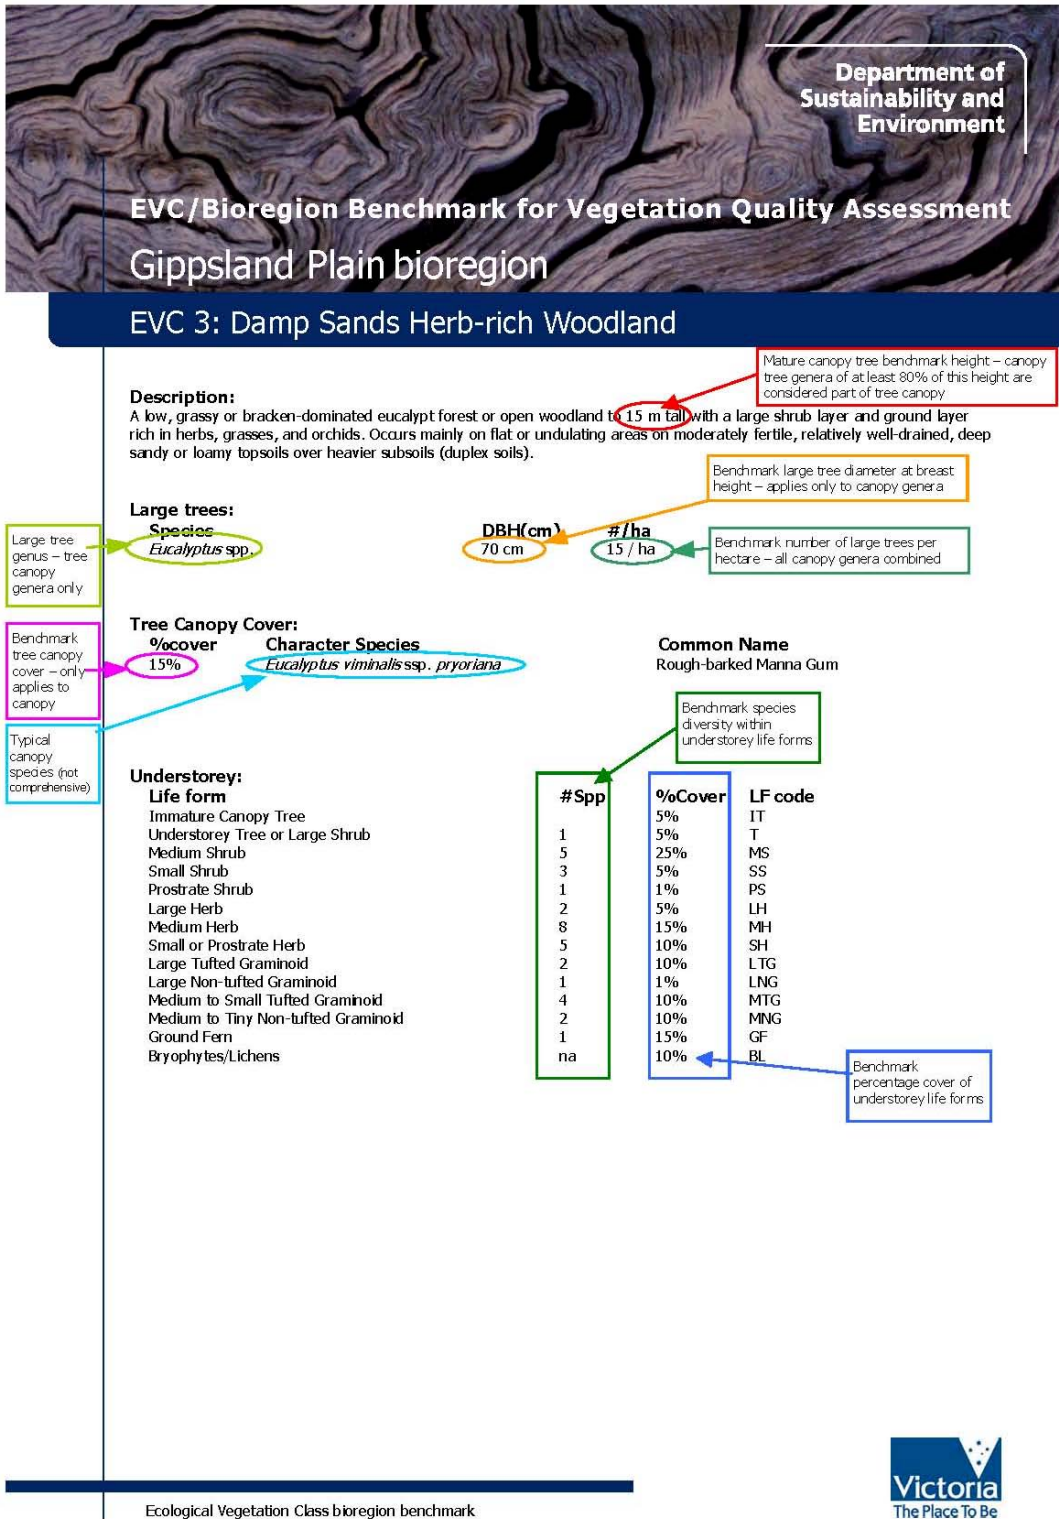 Department of
Sustainability and
Environment
EVC/Bioregion Benchmark for Vegetation Quality Assessment
Gippsland Plain bioregion
EVC 3: Damp Sands Herb-rich Woodland
Mature canopy tree benchmark height – canopy
tree genera of at least 80% of this height are
considered part of tree canopy
Description:
A low, grassy or bracken-dominated eucalypt forest or open woodland to 15 m tall with a large shrub layer and ground layer
rich in herbs, grasses, and orchids. Occurs mainly on flat or undulating areas on moderately fertile, relatively well-drained, deep
sandy or loamy topsoils over heavier subsoils (duplex soils).
Benchmark large tree diameter at breast
height – applies only to canopy genera
Large trees:
Species DBH(cm) #/ha
Eucalyptus spp. 70 cm 15 / ha
Large tree
genus – tree
canopy
genera only
Benchmark number of large trees per
hectare – all canopy genera combined
Tree Canopy Cover:
%cover Character Species Common Name
15% Eucalyptus viminalis ssp. pryoriana Rough-barked Manna Gum
Benchmark
tree canopy
cover – only
applies to
canopy
Typical
canopy
species (not
comprehensive)
Benchmark species
diversity within
understorey life forms
Understorey:
Life form #Spp %Cover LF code
Immature Canopy Tree 5% IT
Understorey Tree or Large Shrub 1 5% T
Medium Shrub 5 25% MS
Small Shrub 3 5% SS
Prostrate Shrub 1 1% PS
Large Herb 2 5% LH
Medium Herb 8 15% MH
Small or Prostrate Herb 5 10% SH
Large Tufted Graminoid 2 10% LTG
Large Non-tufted Graminoid 1 1% LNG
Medium to Small Tufted Graminoid 4 10% MTG
Medium to Tiny Non-tufted Graminoid 2 10% MNG
Ground Fern 1 15% GF
Bryophytes/Lichens na 10% BL
Benchmark
percentage cover of
understorey life forms
Ecological Vegetation Class bioregion benchmark
Victoria
The Place To Be